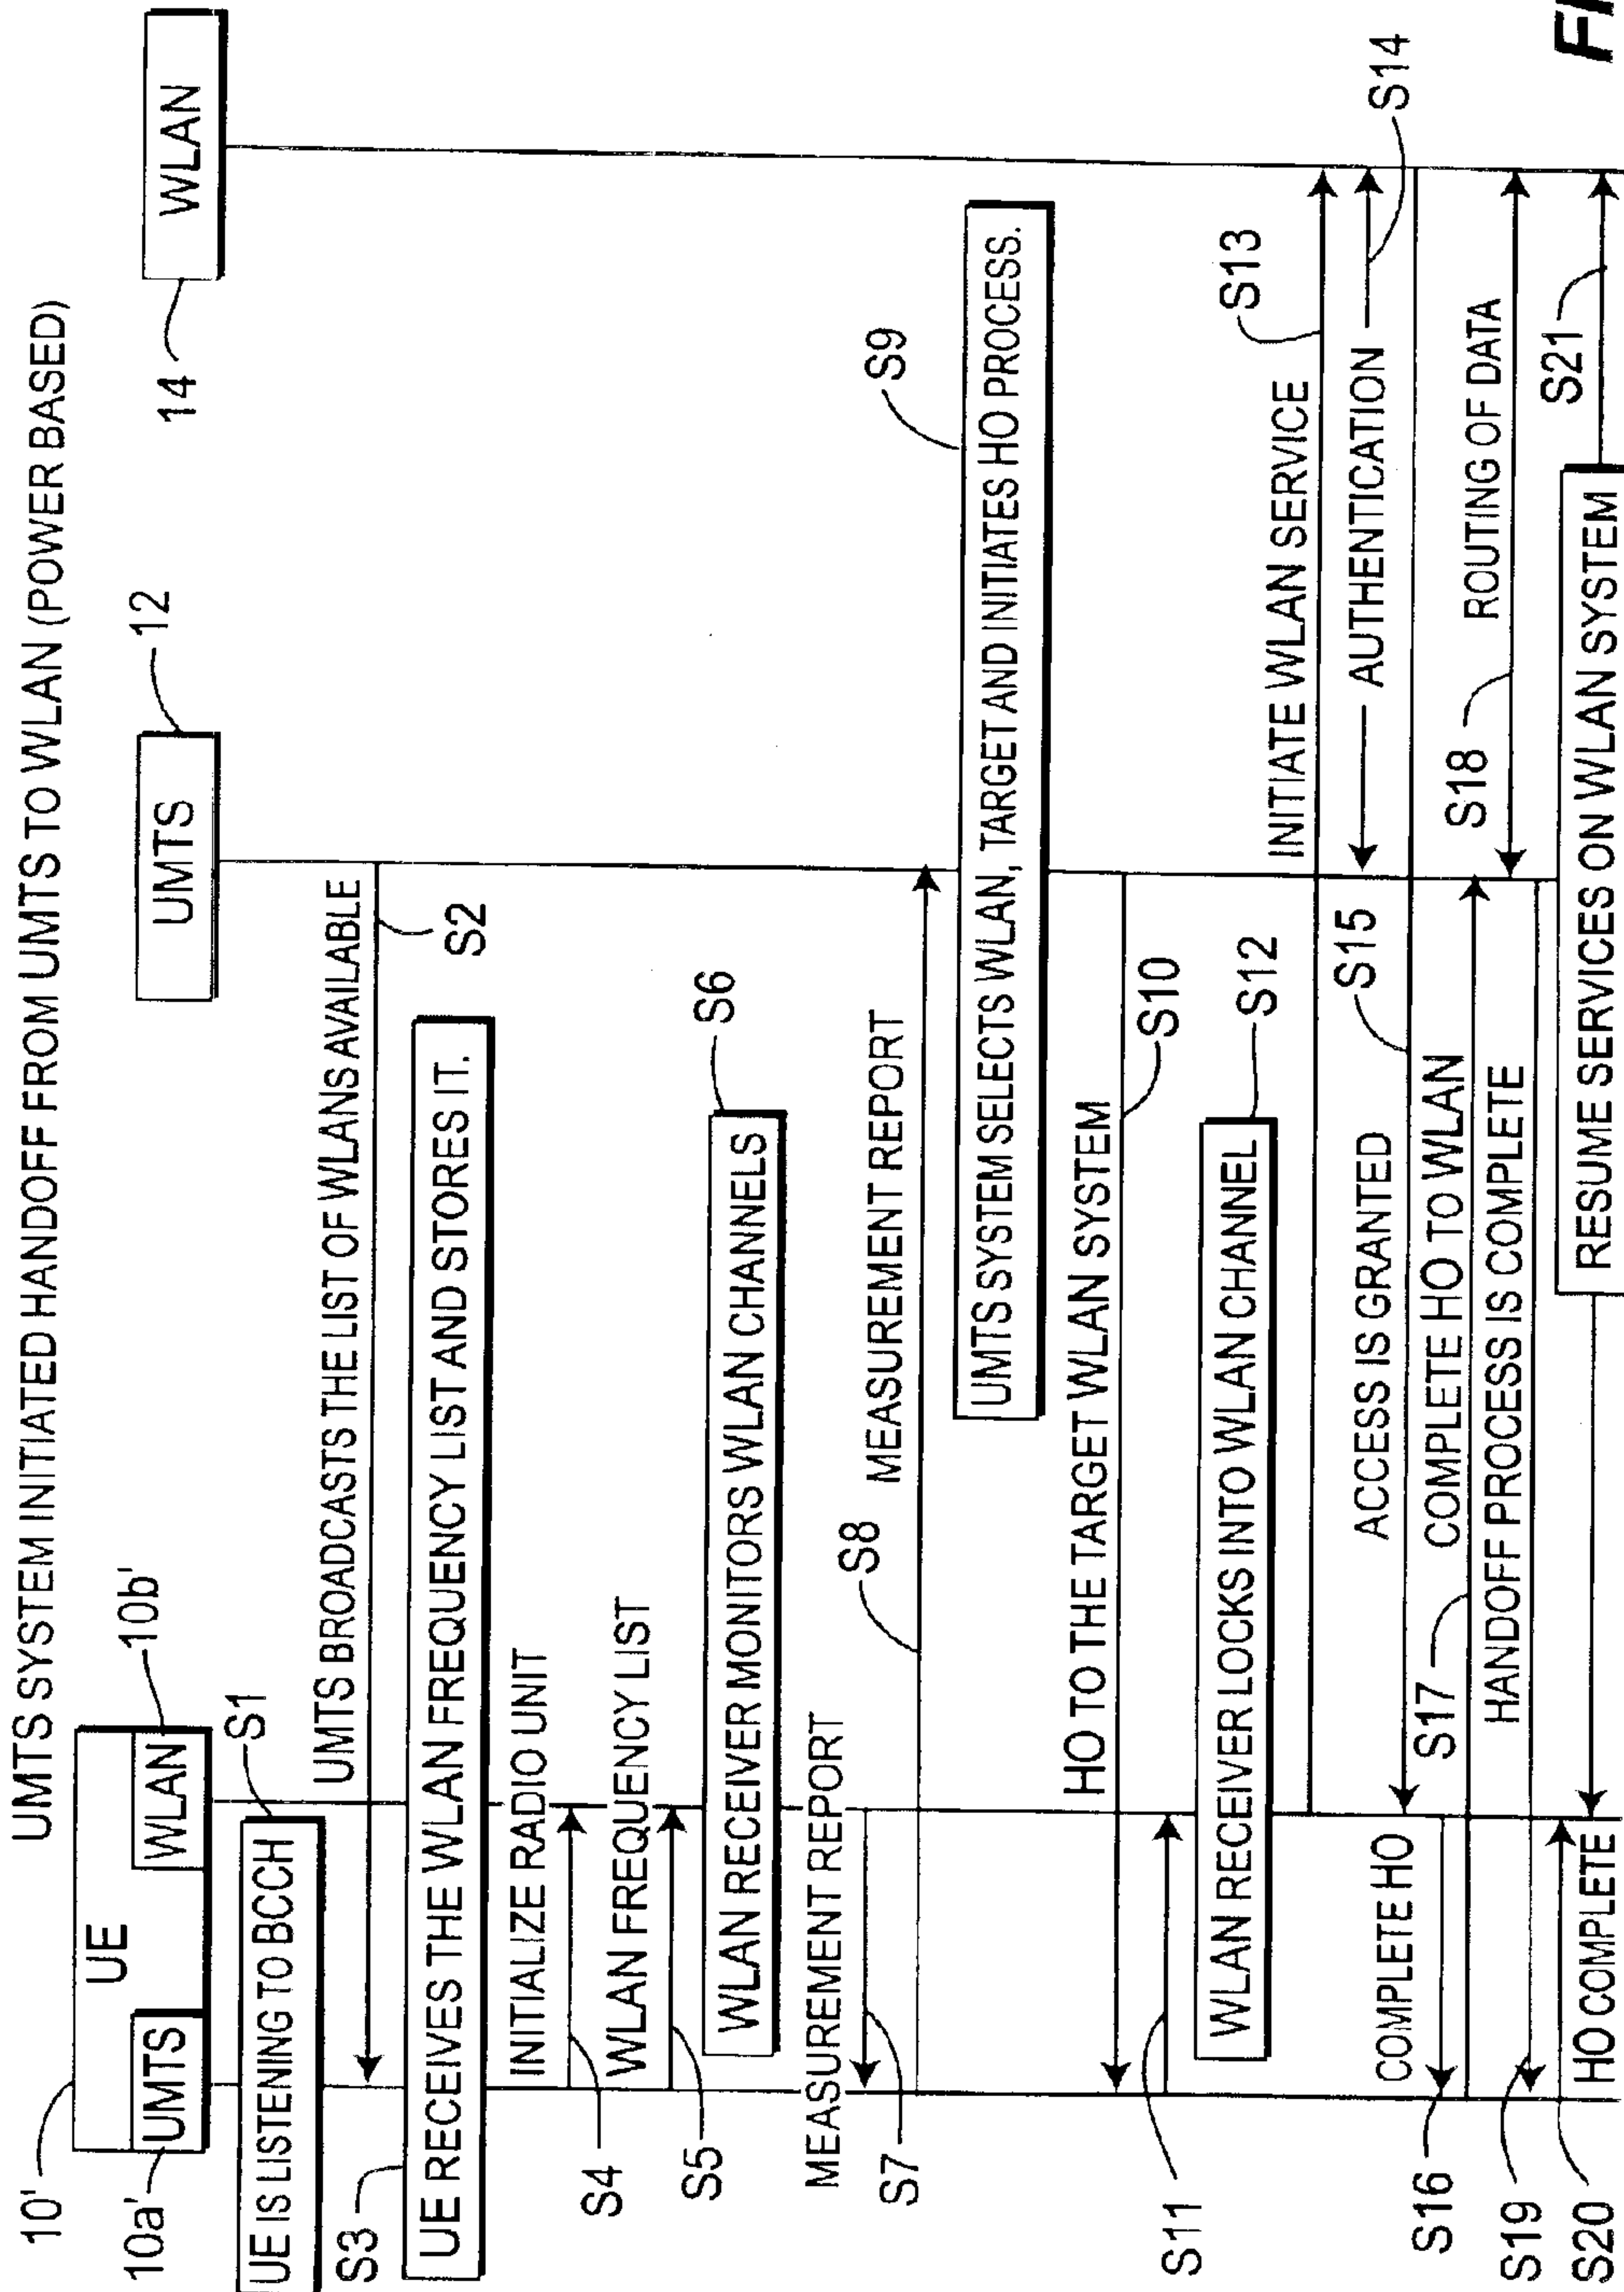 UMTS SYSTEM INITIATED HANDOFF FROM UMTS TO WLAN (POWER BASED)
10'
UE
10a'
UMTS
WLAN
10b'
UMTS
12
WLAN
14
UE IS LISTENING TO BCCH
S1
UMTS BROADCASTS THE LIST OF WLANS AVAILABLE
S2
S3
UE RECEIVES THE WLAN FREQUENCY LIST AND STORES IT.
INITIALIZE RADIO UNIT
S4
WLAN FREQUENCY LIST
S5
WLAN RECEIVER MONITORS WLAN CHANNELS
S6
MEASUREMENT REPORT
S7
S8
MEASUREMENT REPORT
UMTS SYSTEM SELECTS WLAN, TARGET AND INITIATES HO PROCESS.
S9
HO TO THE TARGET WLAN SYSTEM
S10
S11
WLAN RECEIVER LOCKS INTO WLAN CHANNEL
S12
INITIATE WLAN SERVICE
S13
AUTHENTICATION
S14
ACCESS IS GRANTED
S15
COMPLETE HO
S16
S17
COMPLETE HO TO WLAN
S18
ROUTING OF DATA
HANDOFF PROCESS IS COMPLETE
S19
S20
HO COMPLETE
RESUME SERVICES ON WLAN SYSTEM
S21